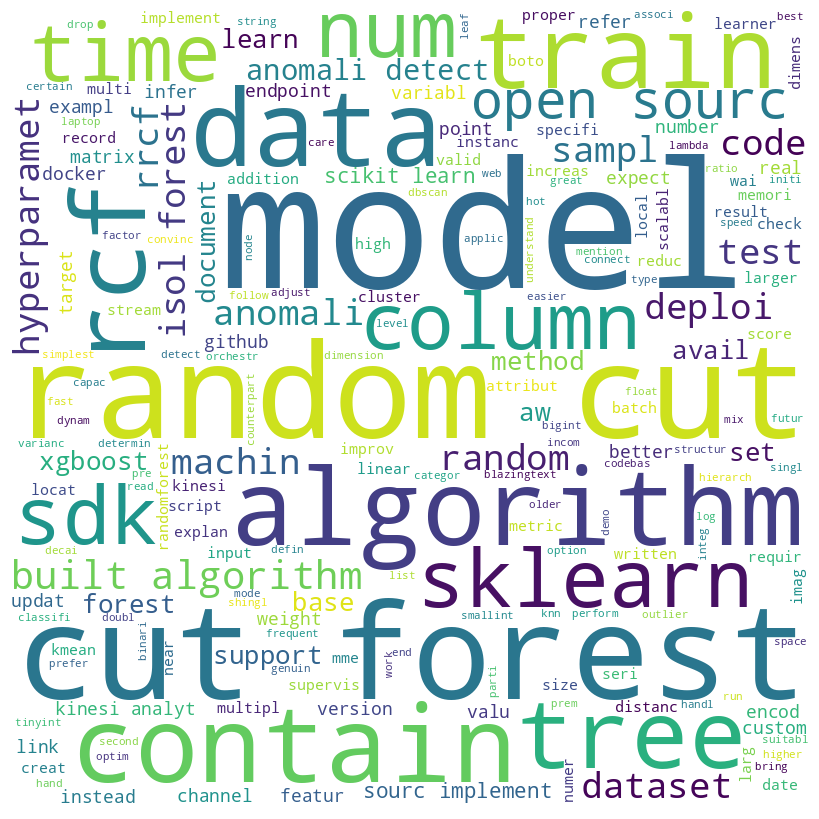 drop implement string leaf proper refer associ learner best
time num train
learn boto dimens
certain multi infer anomali detect endpoint variabl open sourc
laptop exampl data point specifi number code
record rrcf care instanc sampl lambda ratio initi
hyperparamet matrix isol forest valid increas expect wai real
docker addition scikit learn web great hot local scalabl memori
rcf document dbscan model understand result speed check
factor convinc high node applic mention connect reduc test
target stream follow adjust cluster type easier larger
anomali level column deploi
simplest detect github orchestr method avail score
capac fast counterpart dimension attribut batch float mix futur
dynam random cut
varianc determin improv aw bigint incom structur
xgboost machin linear random better set
pre read randomforest categor blazingtext codebas hierarch singl
locat kinesi script explan algorithm older metric demo integ log
sdk decai input defin option written requir
built algorithm mode list sklearn imag
updat forest shingl base weight smallint knn perform outlier
classifi doubl binari frequent prefer
kmean near support mme genuin cut forest work end size seri space
tinyint kinesi analyt multipl supervis version valu parti prem distanc handl run encod suitabl
link second contain tree custom higher
creat hand optim dataset larg bring
instead channel featur sourc implement numer date